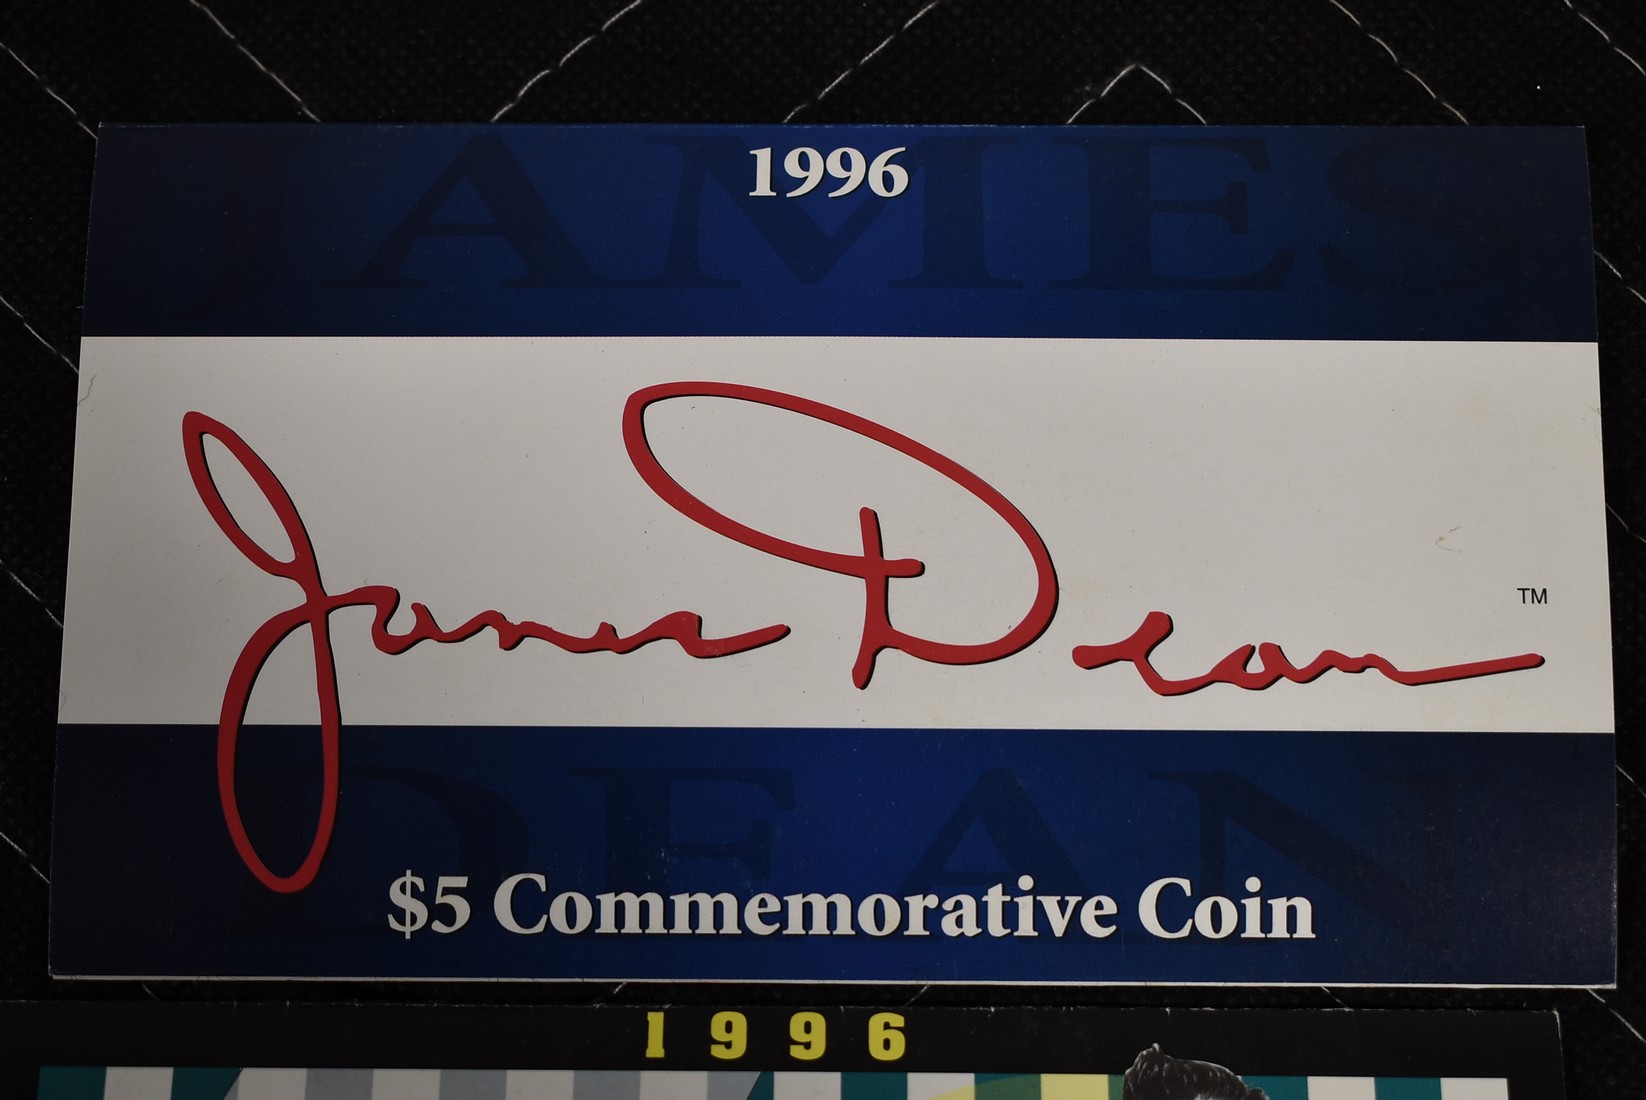 JAMES
1996
James Dean
TM
DEAN
$5 Commemorative Coin
1996